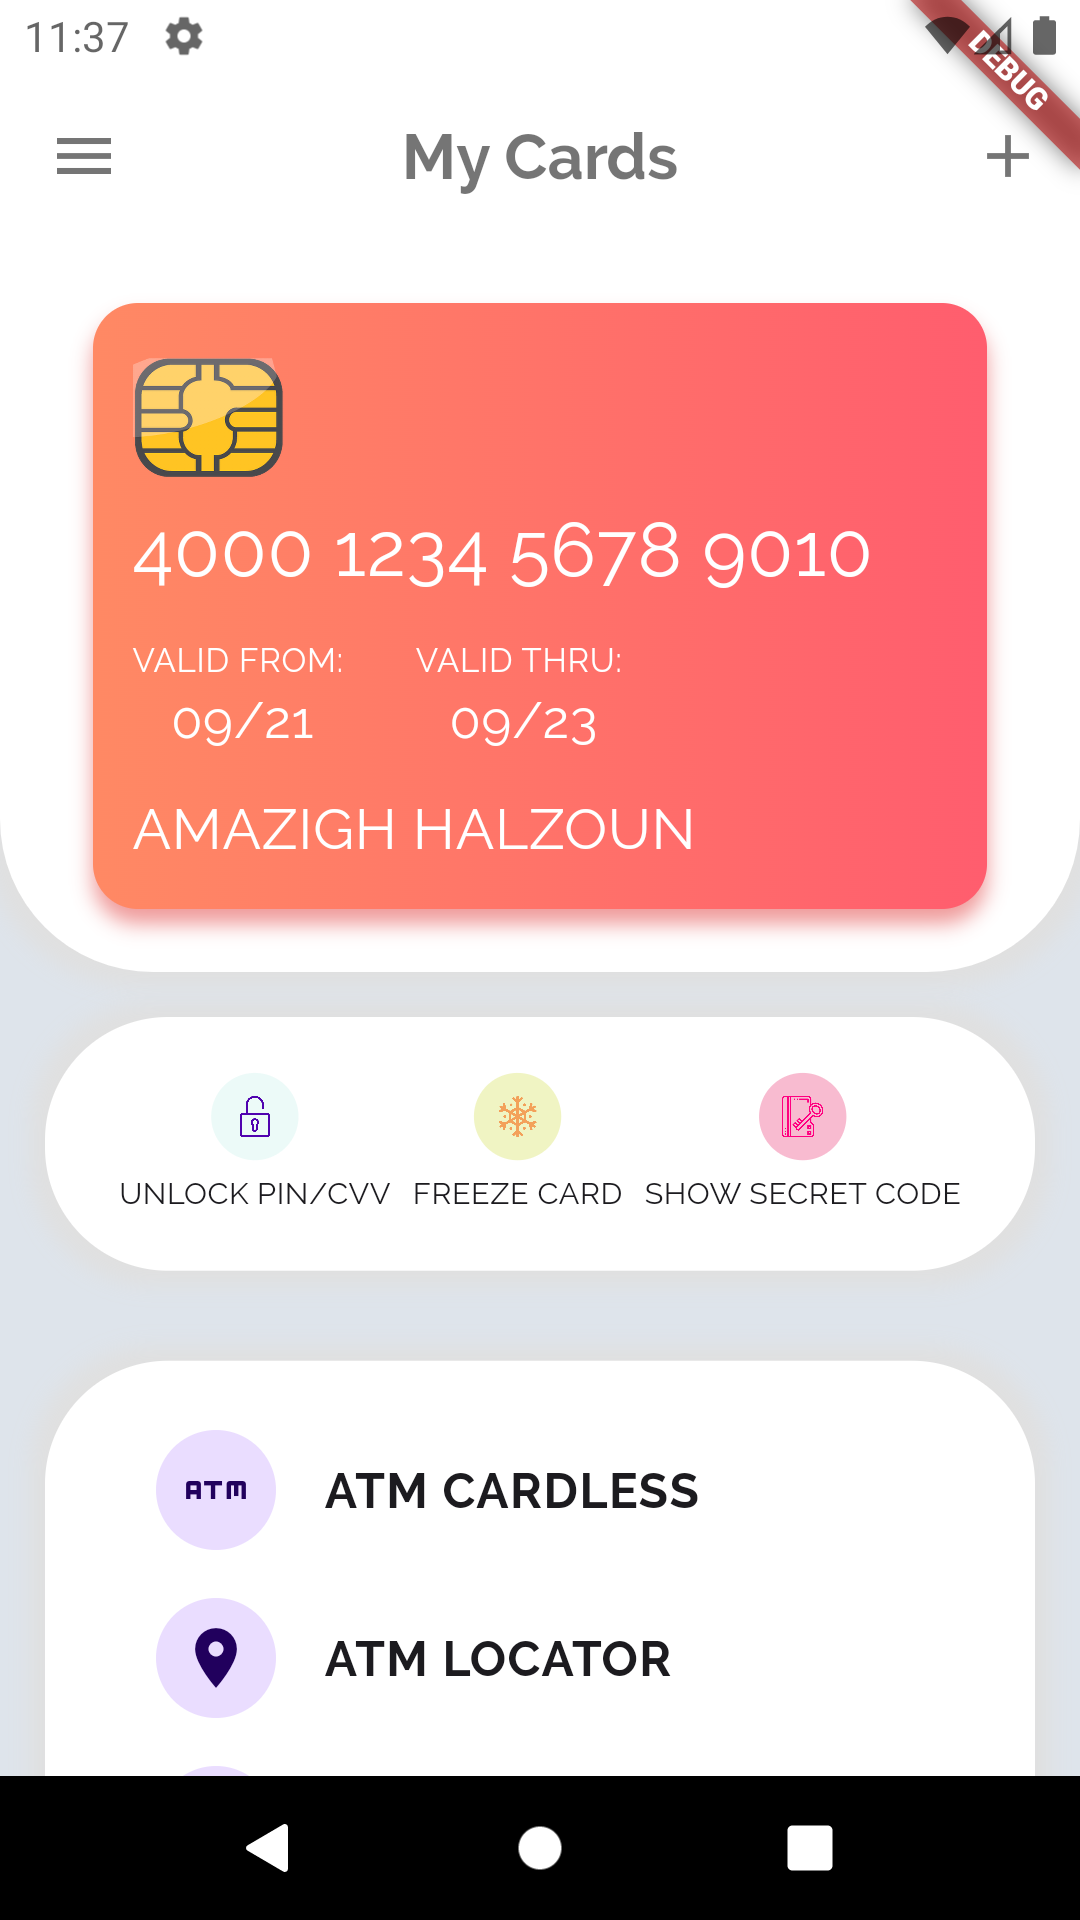 11:37
DEBUG
My Cards
4000 1234 5678 9010
VALID FROM: VALID THRU:
09/21 09/23
AMAZIGH HALZOUN
UNLOCK PIN/CVV FREEZE CARD SHOW SECRET CODE
ATM ATM CARDLESS
ATM LOCATOR